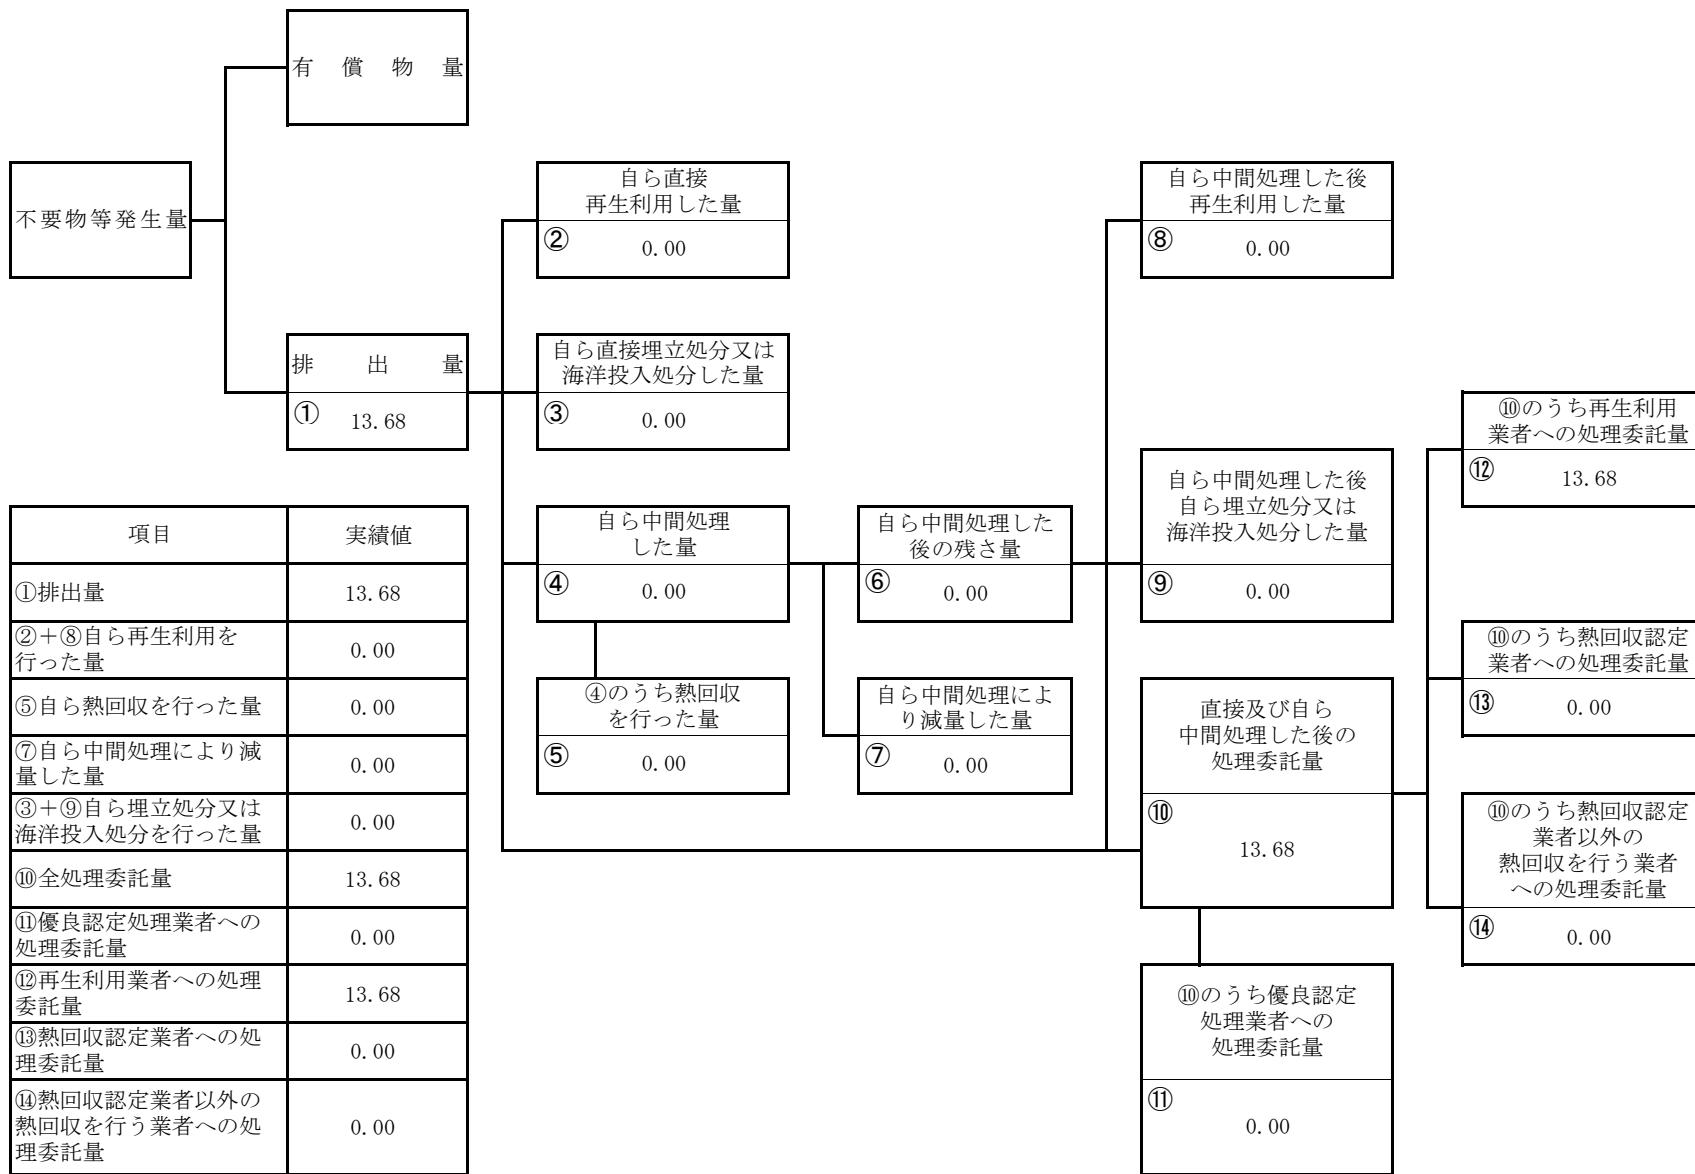 有償物量
不要物等発生量
排出量
① 13.68
自ら直接
再生利用した量
② 0.00
自ら直接埋立処分又は
海洋投入処分した量
③ 0.00
自ら中間処理
した量
④ 0.00
④のうち熱回収
を行った量
⑤ 0.00
自ら中間処理した
後の残さ量
⑥ 0.00
自ら中間処理によ
り減量した量
⑦ 0.00
自ら中間処理した後
再生利用した量
⑧ 0.00
自ら中間処理した後
自ら埋立処分又は
海洋投入処分した量
⑨ 0.00
直接及び自ら
中間処理した後の
処理委託量
⑩
13.68
⑩のうち優良認定
処理業者への
処理委託量
⑪
0.00
⑩のうち再生利用
業者への処理委託量
⑫ 13.68
⑩のうち熱回収認定
業者への処理委託量
⑬ 0.00
⑩のうち熱回収認定
業者以外の
熱回収を行う業者
への処理委託量
⑭ 0.00
項目 実績値
①排出量 13.68
②+⑧自ら再生利用を
行った量 0.00
⑤自ら熱回収を行った量 0.00
⑦自ら中間処理により減
量した量 0.00
③+⑨自ら埋立処分又は
海洋投入処分を行った量 0.00
⑩全処理委託量 13.68
⑪優良認定処理業者への
処理委託量 0.00
⑫再生利用業者への処理
委託量 13.68
⑬熱回収認定業者への処
理委託量 0.00
⑭熱回収認定業者以外の
熱回収を行う業者への処
理委託量 0.00